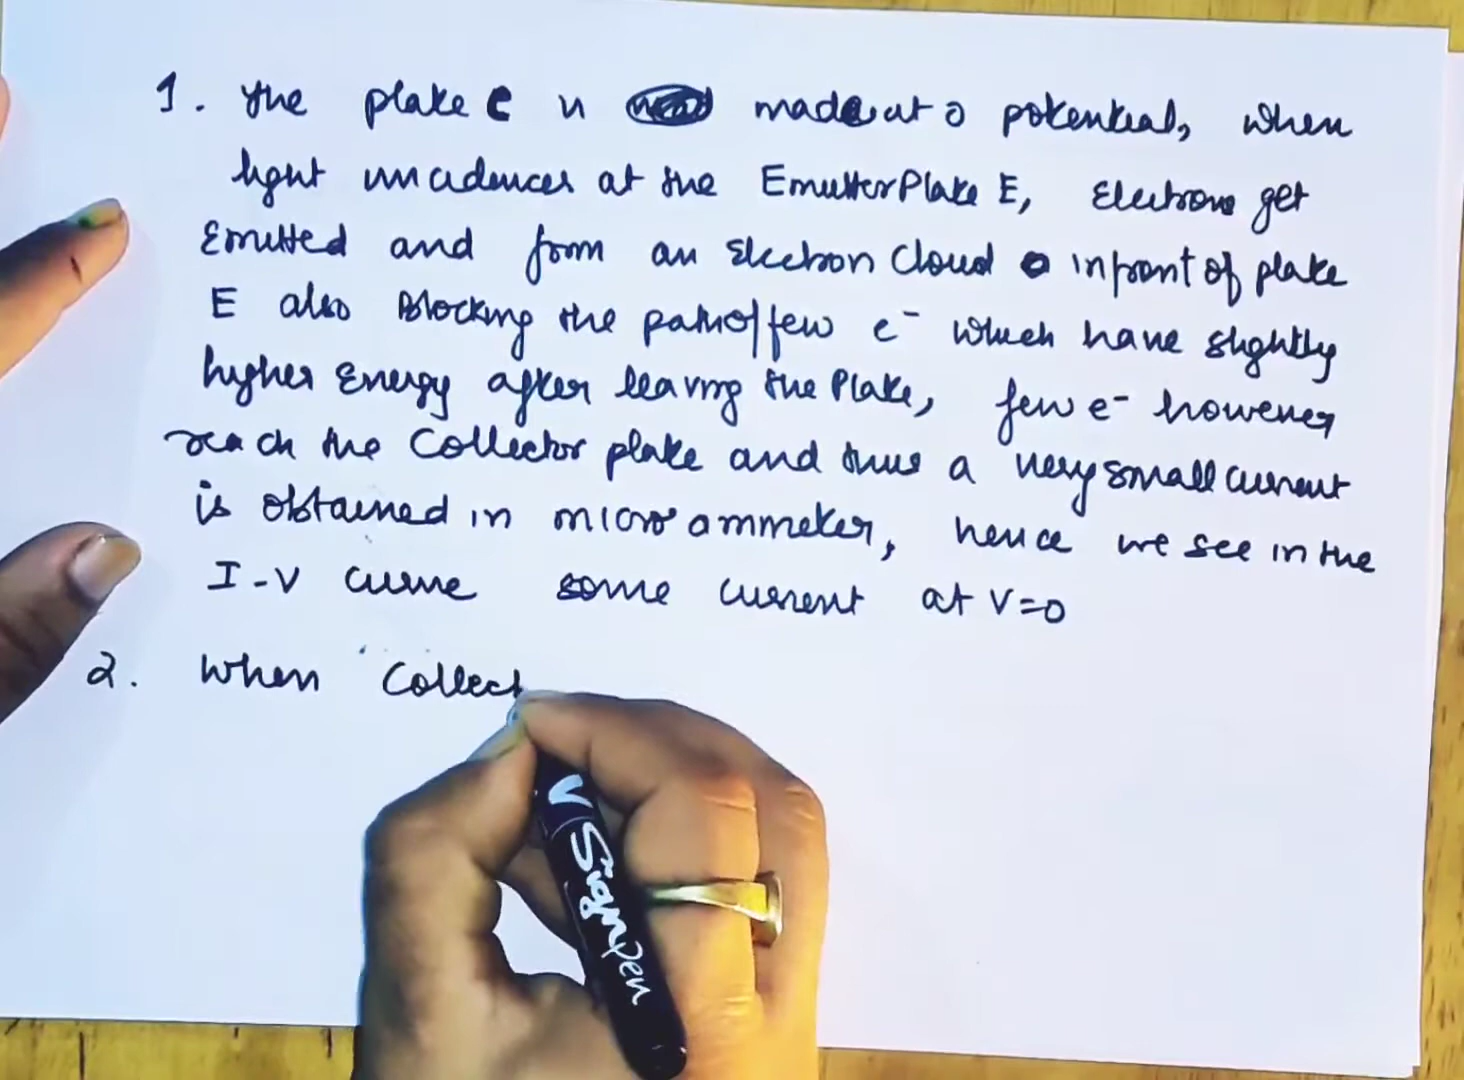 1. The plate C is made at 0 potential, when
light incidences at the Emitter Plate E, Electrons get
Emitted and form an Electron Cloud infront of plate
E also Blocking the path of few e⁻ which have slightly
higher Energy after leaving the Plate, few e⁻ however
reach the Collector plate and thus a very small current
is obtained in micro ammeter, hence we see in the
I-V curve some current at V=0
2. When Collect
V Sign Pen